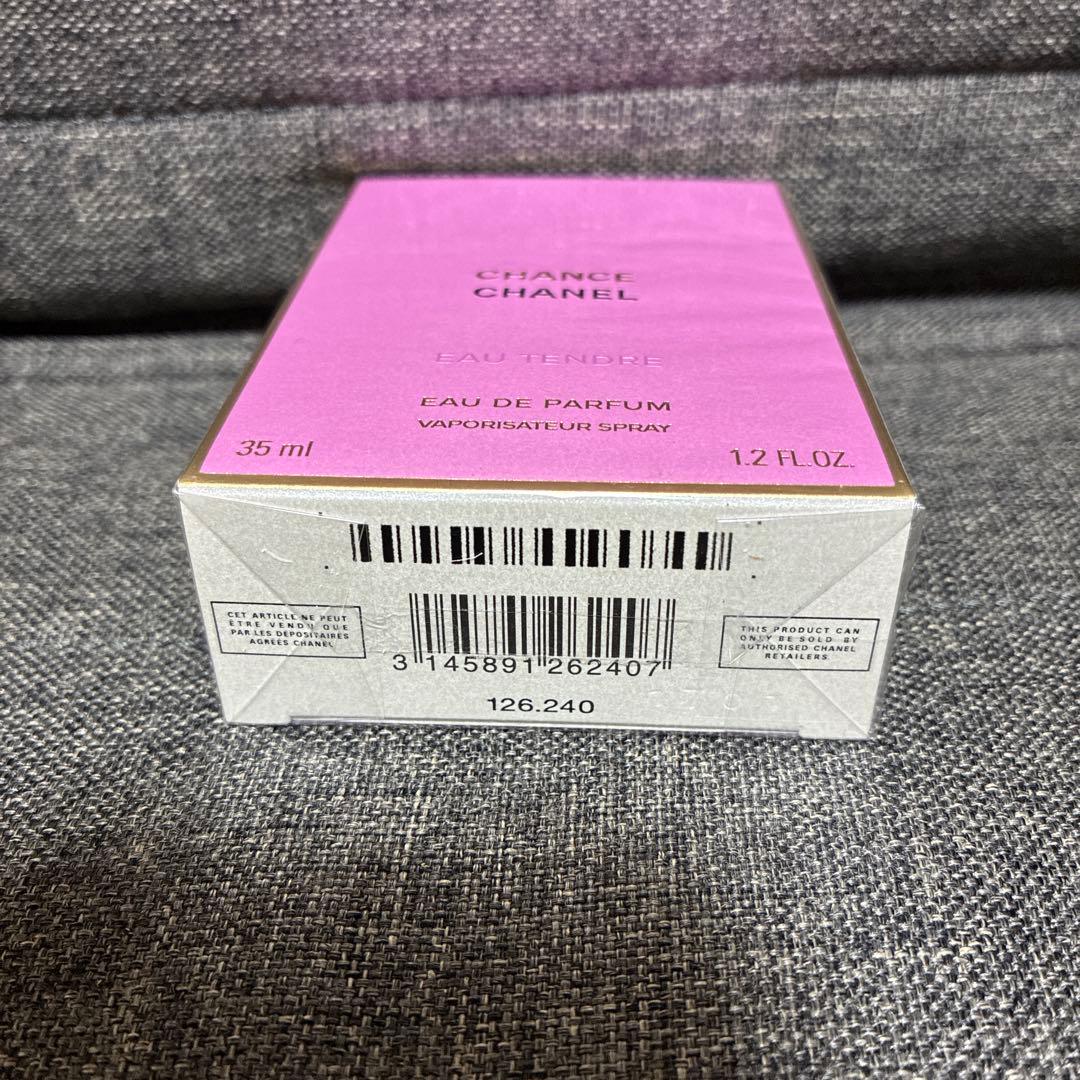 CHANCE
CHANEL
EAU TENDRE
EAU DE PARFUM
VAPORISATEUR SPRAY
35 ml
1.2 FL.OZ.
CET ARTICLE NE PEUT
ÊTRE VENDU QUE
PAR LES DÉPOSITAIRES
AGRÉÉS CHANEL
3 145891 262407
126.240
THIS PRODUCT CAN
ONLY BE SOLD BY
AUTHORISED CHANEL
RETAILERS.